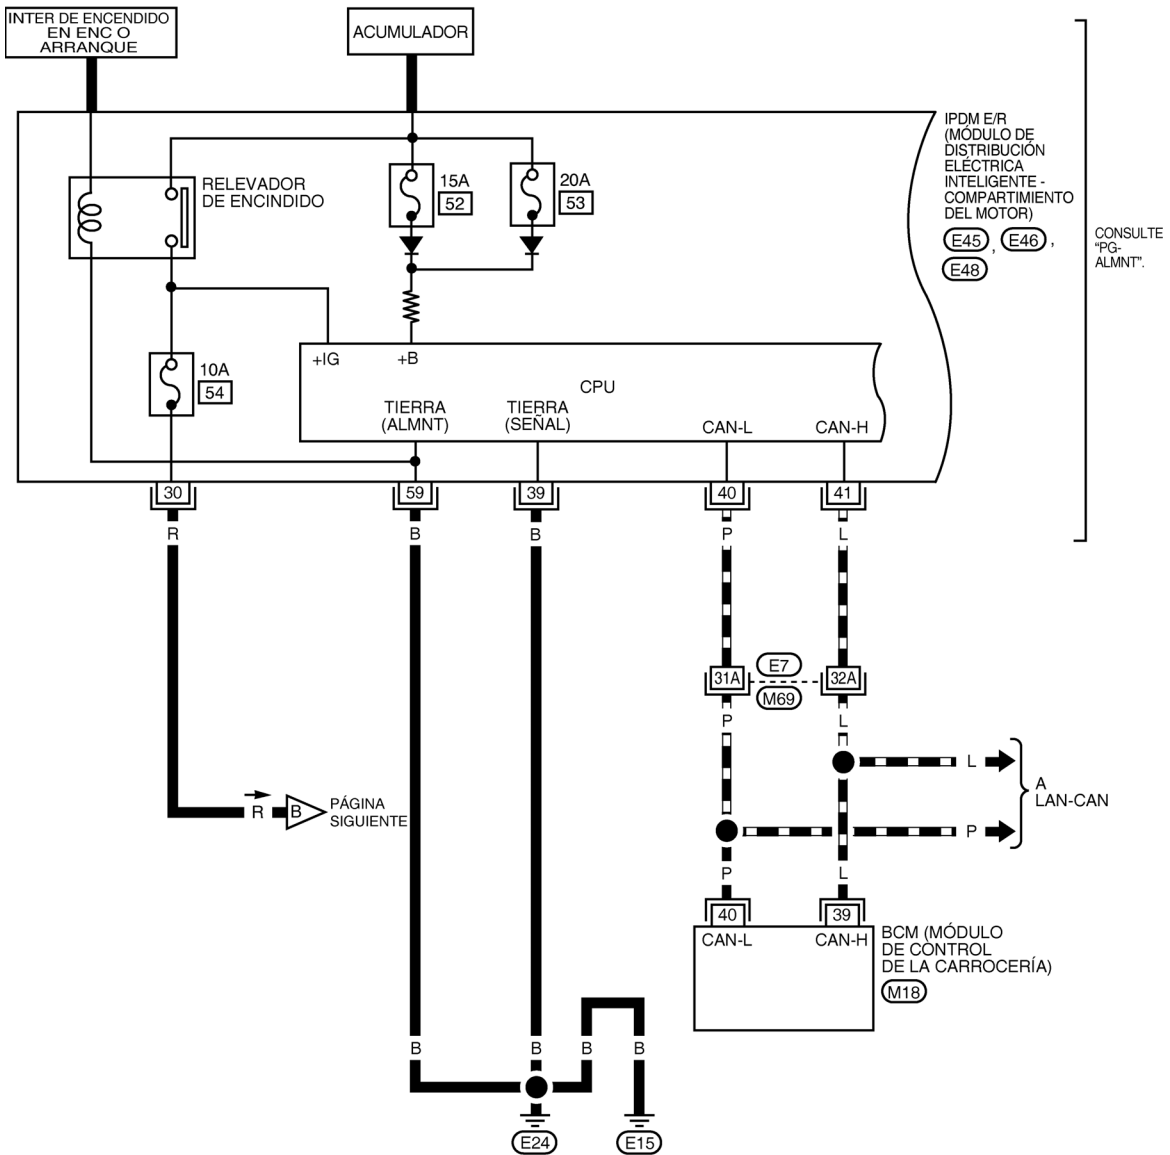 INTER DE ENCENDIDO
EN ENC O
ARRANQUE
ACUMULADOR
IPDM E/R
(MÓDULO DE
DISTRIBUCIÓN
ELÉCTRICA
INTELIGENTE -
COMPARTIMIENTO
DEL MOTOR)
E45 , E46 ,
E48
CONSULTE
"PG-
ALMNT".
RELEVADOR
DE ENCINDIDO
15A
52
20A
53
10A
54
+IG
+B
CPU
TIERRA
(ALMNT)
TIERRA
(SEÑAL)
CAN-L
CAN-H
30
59
39
40
41
R
B
B
P
L
31A
E7
M69
32A
P
L
L
A
LAN-CAN
P
R
B
PÁGINA
SIGUIENTE
P
L
40
39
CAN-L
CAN-H
BCM (MÓDULO
DE CONTROL
DE LA CARROCERÍA)
M18
B
B
B
B
E24
E15